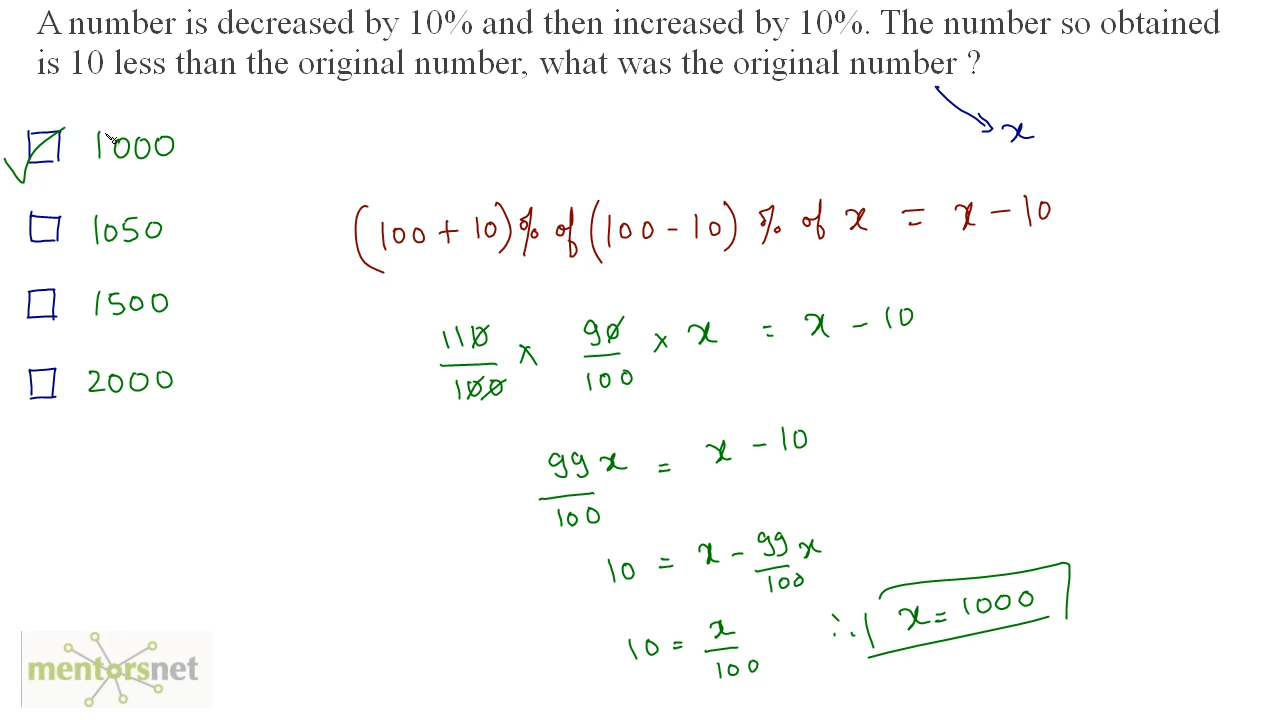 A number is decreased by 10% and then increased by 10%. The number so obtained
is 10 less than the original number, what was the original number ?
x
1000
1050
1500
2000
(100 + 10)% of (100 - 10) % of x = x - 10
110/100 × 90/100 × x = x - 10
99x/100 = x - 10
10 = x - 99x/100
10 = x/100
∴ x = 1000
mentorsnet